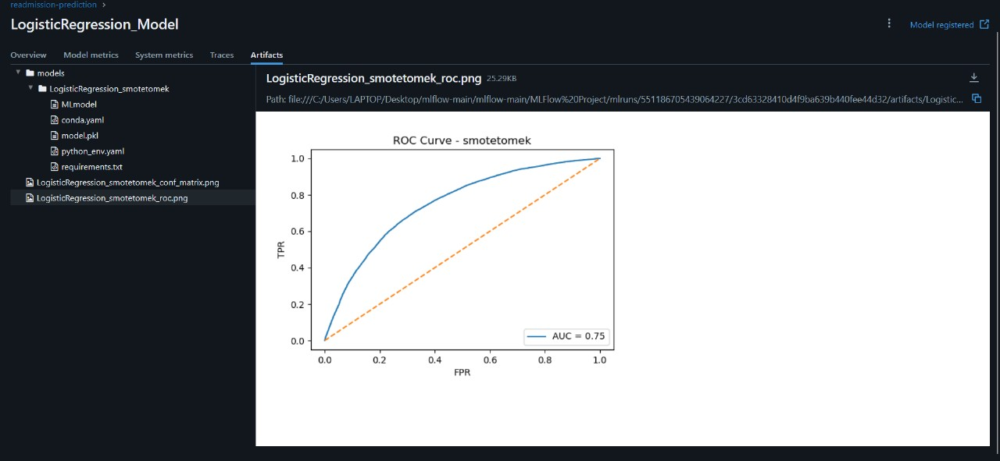 readmission-prediction >
LogisticRegression_Model
Model registered
Overview Model metrics System metrics Traces Artifacts
models
LogisticRegression_smotetomek
MLmodel
conda.yaml
model.pkl
python_env.yaml
requirements.txt
LogisticRegression_smotetomek_conf_matrix.png
LogisticRegression_smotetomek_roc.png
LogisticRegression_smotetomek_roc.png 25.29KB
Path: file:///C:/Users/LAPTOP/Desktop/mlflow-main/mlflow-main/MLFlow%20Project/mlruns/551186705439064227/3cd63328410d4f9ba639b440fee44d32/artifacts/Logistic...
ROC Curve - smotetomek
1.0
0.8
0.6
0.4
0.2
0.0
TPR
AUC = 0.75
0.0 0.2 0.4 0.6 0.8 1.0
FPR